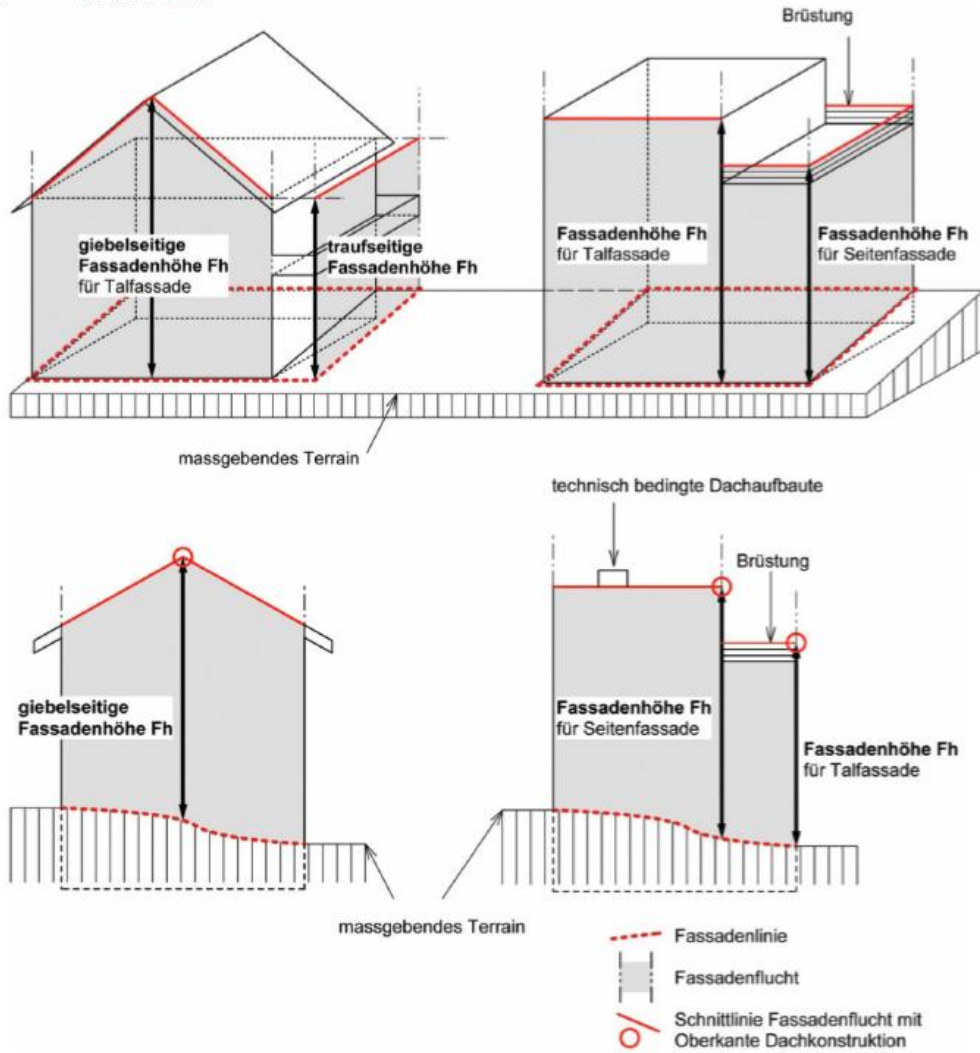 Brüstung
giebelseitige
Fassadenhöhe Fh
für Talfassade
traufseitige
Fassadenhöhe Fh
Fassadenhöhe Fh
für Talfassade
Fassadenhöhe Fh
für Seitenfassade
massgebendes Terrain
technisch bedingte Dachaufbaute
Brüstung
giebelseitige
Fassadenhöhe Fh
Fassadenhöhe Fh
für Seitenfassade
Fassadenhöhe Fh
für Talfassade
massgebendes Terrain
Fassadenlinie
Fassadenflucht
Schnittlinie Fassadenflucht mit
Oberkante Dachkonstruktion